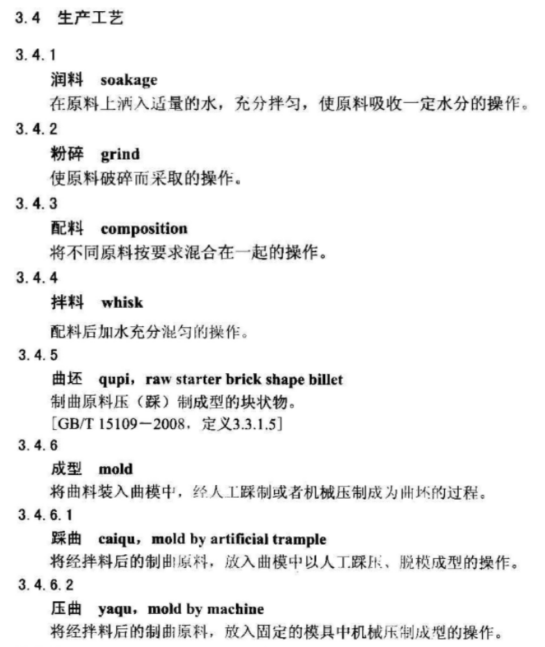 3.4 生产工艺
3.4.1
润料 soakage
在原料上洒入适量的水，充分拌匀，使原料吸收一定水分的操作。
3.4.2
粉碎 grind
使原料破碎而采取的操作。
3.4.3
配料 composition
将不同原料按要求混合在一起的操作。
3.4.4
拌料 whisk
配料后加水充分混匀的操作。
3.4.5
曲坯 qupi，raw starter brick shape billet
制曲原料压（踩）制成型的块状物。
[GB/T 15109－2008，定义3.3.1.5]
3.4.6
成型 mold
将曲料装入曲模中，经人工踩制或者机械压制成为曲坯的过程。
3.4.6.1
踩曲 caiqu，mold by artificial trample
将经拌料后的制曲原料，放入曲模中以人工踩压、脱模成型的操作。
3.4.6.2
压曲 yaqu，mold by machine
将经拌料后的制曲原料，放入固定的模具中机械压制成型的操作。